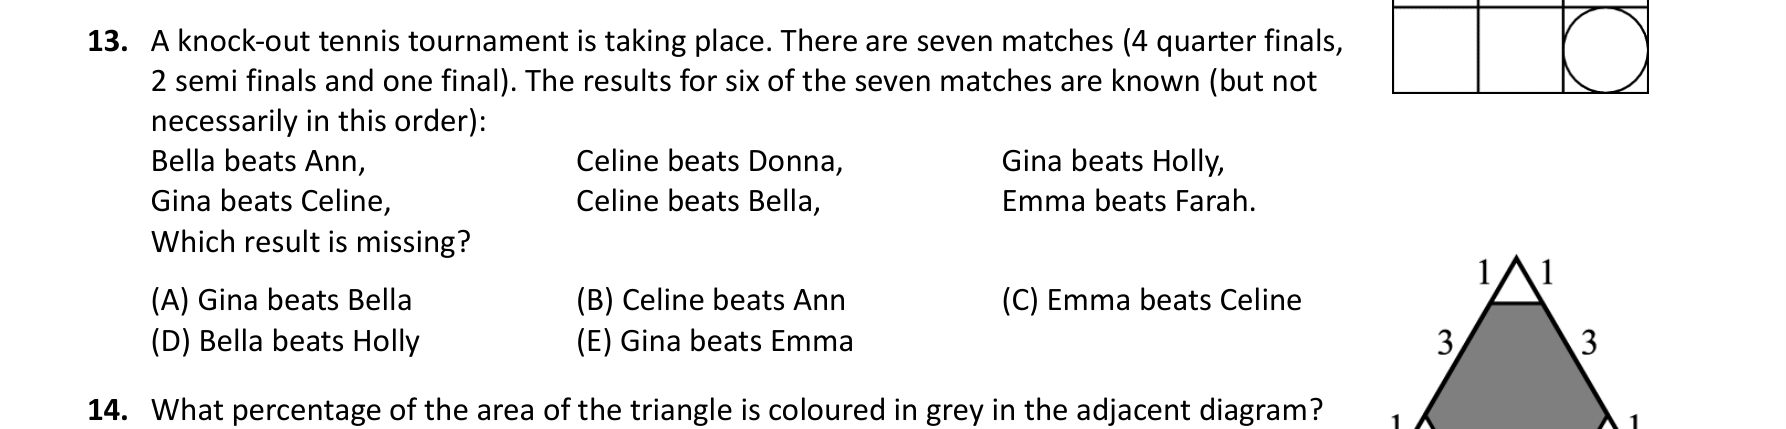 13. A knock-out tennis tournament is taking place. There are seven matches (4 quarter finals,
2 semi finals and one final). The results for six of the seven matches are known (but not
necessarily in this order):
Bella beats Ann, Celine beats Donna, Gina beats Holly,
Gina beats Celine, Celine beats Bella, Emma beats Farah.
Which result is missing?
(A) Gina beats Bella (B) Celine beats Ann (C) Emma beats Celine
(D) Bella beats Holly (E) Gina beats Emma
1 1
3 3
14. What percentage of the area of the triangle is coloured in grey in the adjacent diagram?
1 1